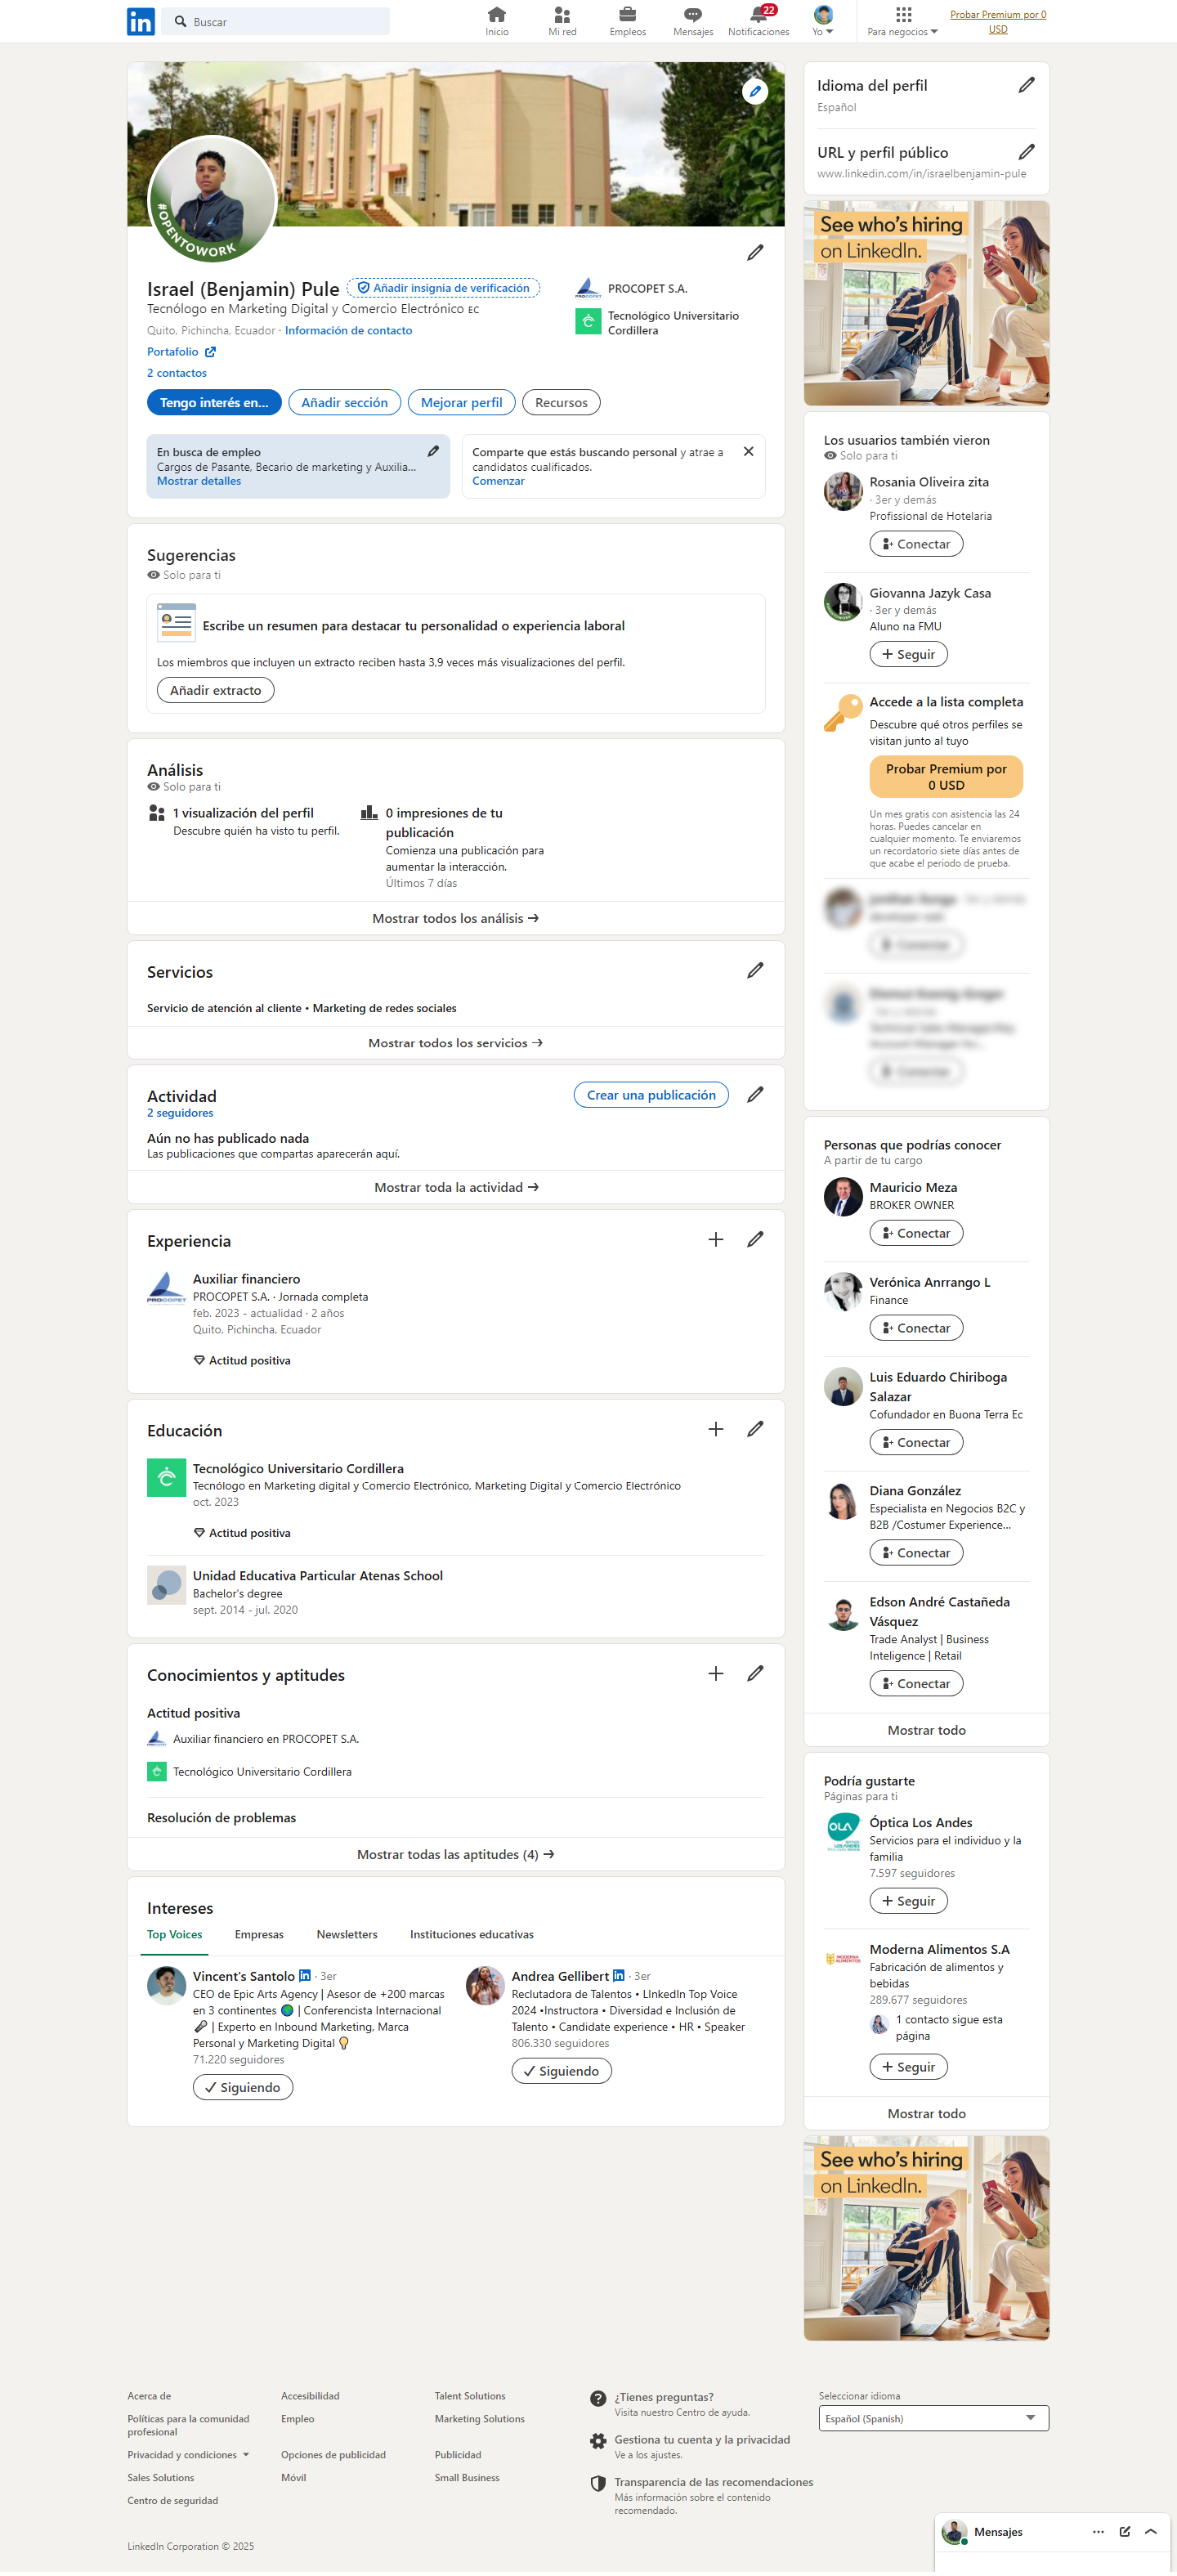 Buscar
Inicio
Mi red
Empleos
Mensajes
22
Notificaciones
Yo
Para negocios
Probar Premium por 0
USD
#OPENTOWORK
Israel (Benjamin) Pule
Añadir insignia de verificación
Tecnólogo en Marketing Digital y Comercio Electrónico EC
Quito, Pichincha, Ecuador · Información de contacto
Portafolio
2 contactos
PROCOPET S.A.
Tecnológico Universitario
Cordillera
Tengo interés en...
Añadir sección
Mejorar perfil
Recursos
En busca de empleo
Cargos de Pasante, Becario de marketing y Auxilia...
Mostrar detalles
Comparte que estás buscando personal y atrae a
candidatos cualificados.
Comenzar
Sugerencias
Solo para ti
Escribe un resumen para destacar tu personalidad o experiencia laboral
Los miembros que incluyen un extracto reciben hasta 3,9 veces más visualizaciones del perfil.
Añadir extracto
Análisis
Solo para ti
1 visualización del perfil
Descubre quién ha visto tu perfil.
0 impresiones de tu
publicación
Comienza una publicación para
aumentar la interacción.
Últimos 7 días
Mostrar todos los análisis
Servicios
Servicio de atención al cliente • Marketing de redes sociales
Mostrar todos los servicios
Actividad
2 seguidores
Crear una publicación
Aún no has publicado nada
Las publicaciones que compartas aparecerán aquí.
Mostrar toda la actividad
Experiencia
PROCOPET
Auxiliar financiero
PROCOPET S.A. · Jornada completa
feb. 2023 - actualidad · 2 años
Quito, Pichincha, Ecuador
Actitud positiva
Educación
Tecnológico Universitario Cordillera
Tecnólogo en Marketing digital y Comercio Electrónico, Marketing Digital y Comercio Electrónico
oct. 2023
Actitud positiva
Unidad Educativa Particular Atenas School
Bachelor's degree
sept. 2014 - jul. 2020
Conocimientos y aptitudes
Actitud positiva
Auxiliar financiero en PROCOPET S.A.
Tecnológico Universitario Cordillera
Resolución de problemas
Mostrar todas las aptitudes (4)
Intereses
Top Voices
Empresas
Newsletters
Instituciones educativas
Vincent's Santolo in · 3er
CEO de Epic Arts Agency | Asesor de +200 marcas
en 3 continentes 🌍 | Conferencista Internacional
🎤 | Experto en Inbound Marketing, Marca
Personal y Marketing Digital 💡
71.220 seguidores
Siguiendo
Andrea Gellibert in · 3er
Reclutadora de Talentos • LInkedIn Top Voice
2024 •Instructora • Diversidad e Inclusión de
Talento • Candidate experience • HR • Speaker
806.330 seguidores
Siguiendo
Idioma del perfil
Español
URL y perfil público
www.linkedin.com/in/israelbenjamin-pule
See who's hiring
on LinkedIn.
Los usuarios también vieron
Solo para ti
Rosania Oliveira zita
· 3er y demás
Profissional de Hotelaria
Conectar
Giovanna Jazyk Casa
· 3er y demás
Aluno na FMU
Seguir
Accede a la lista completa
Descubre qué otros perfiles se
visitan junto al tuyo
Probar Premium por
0 USD
Un mes gratis con asistencia las 24
horas. Puedes cancelar en
cualquier momento. Te enviaremos
un recordatorio siete días antes de
que acabe el periodo de prueba.
Personas que podrías conocer
A partir de tu cargo
Mauricio Meza
BROKER OWNER
Conectar
Verónica Anrrango L
Finance
Conectar
Luis Eduardo Chiriboga
Salazar
Cofundador en Buona Terra Ec
Conectar
Diana González
Especialista en Negocios B2C y
B2B /Costumer Experience...
Conectar
Edson André Castañeda
Vásquez
Trade Analyst | Business
Inteligence | Retail
Conectar
Mostrar todo
Podría gustarte
Páginas para ti
OLA
Óptica Los Andes
Servicios para el individuo y la
familia
7.597 seguidores
Seguir
Moderna Alimentos S.A
Fabricación de alimentos y
bebidas
289.677 seguidores
1 contacto sigue esta
página
Seguir
Mostrar todo
See who's hiring
on LinkedIn.
Acerca de
Accesibilidad
Talent Solutions
Políticas para la comunidad
profesional
Empleo
Marketing Solutions
Privacidad y condiciones
Opciones de publicidad
Publicidad
Sales Solutions
Móvil
Small Business
Centro de seguridad
¿Tienes preguntas?
Visita nuestro Centro de ayuda.
Gestiona tu cuenta y la privacidad
Ve a los ajustes.
Transparencia de las recomendaciones
Más información sobre el contenido
recomendado.
Seleccionar idioma
Español (Spanish)
LinkedIn Corporation © 2025
Mensajes